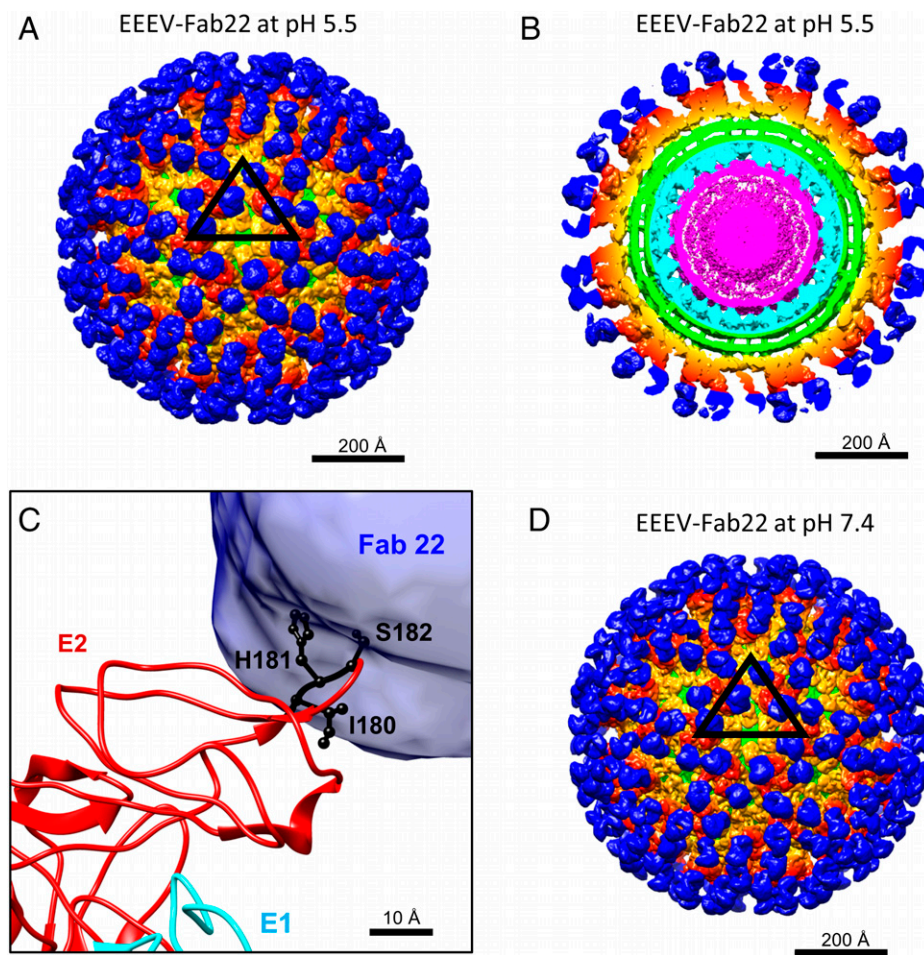 A
EEEV-Fab22 at pH 5.5
200 Å
B
EEEV-Fab22 at pH 5.5
200 Å
C
Fab 22
E2
S182
H181
I180
E1
10 Å
D
EEEV-Fab22 at pH 7.4
200 Å